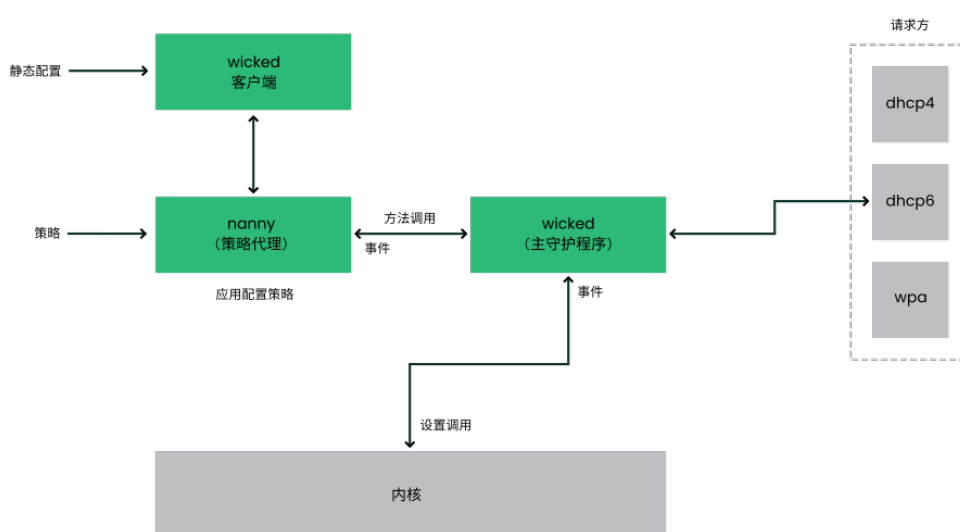 请求方
wicked
客户端
静态配置
dhcp4
dhcp6
wpa
策略
nanny
（策略代理）
方法调用
事件
wicked
（主守护程序）
应用配置策略
事件
设置调用
内核